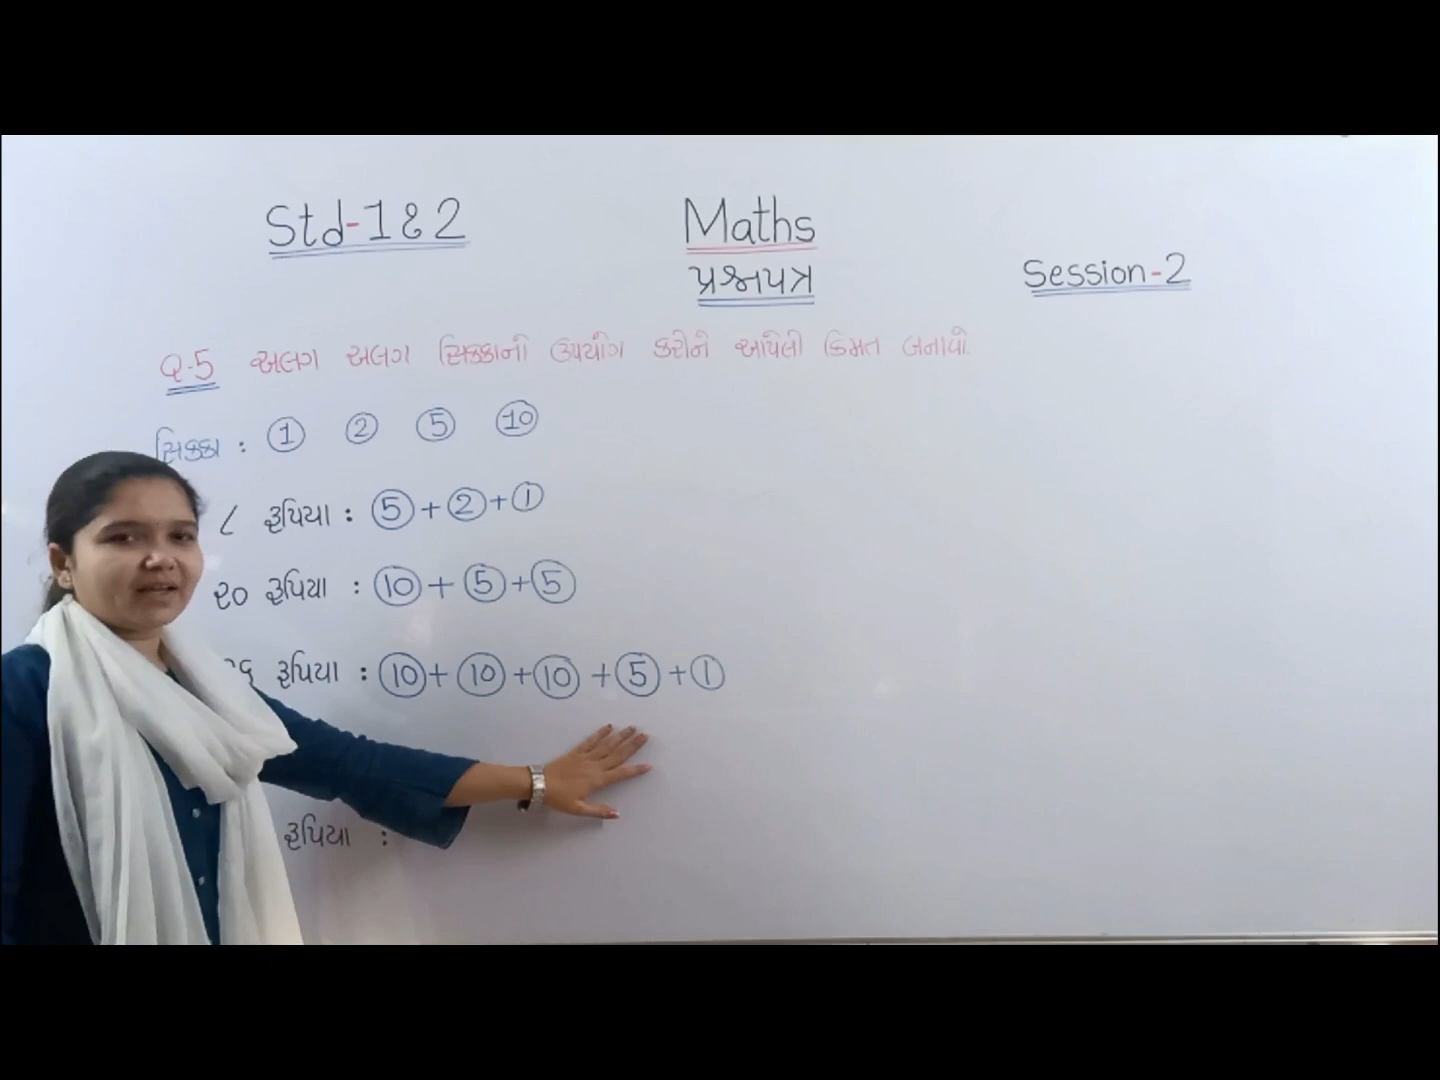 Std-1&2
Maths
પ્રશ્નપત્ર
Session-2
Q-5 અલગ અલગ સિક્કાનો ઉપયોગ કરીને આપેલી કિંમત બનાવો.
સિક્કા : 1 2 5 10
૮ રૂપિયા : 5 + 2 + 1
૨૦ રૂપિયા : 10 + 5 + 5
રૂપિયા : 10 + 10 + 10 + 5 + 1
રૂપિયા :